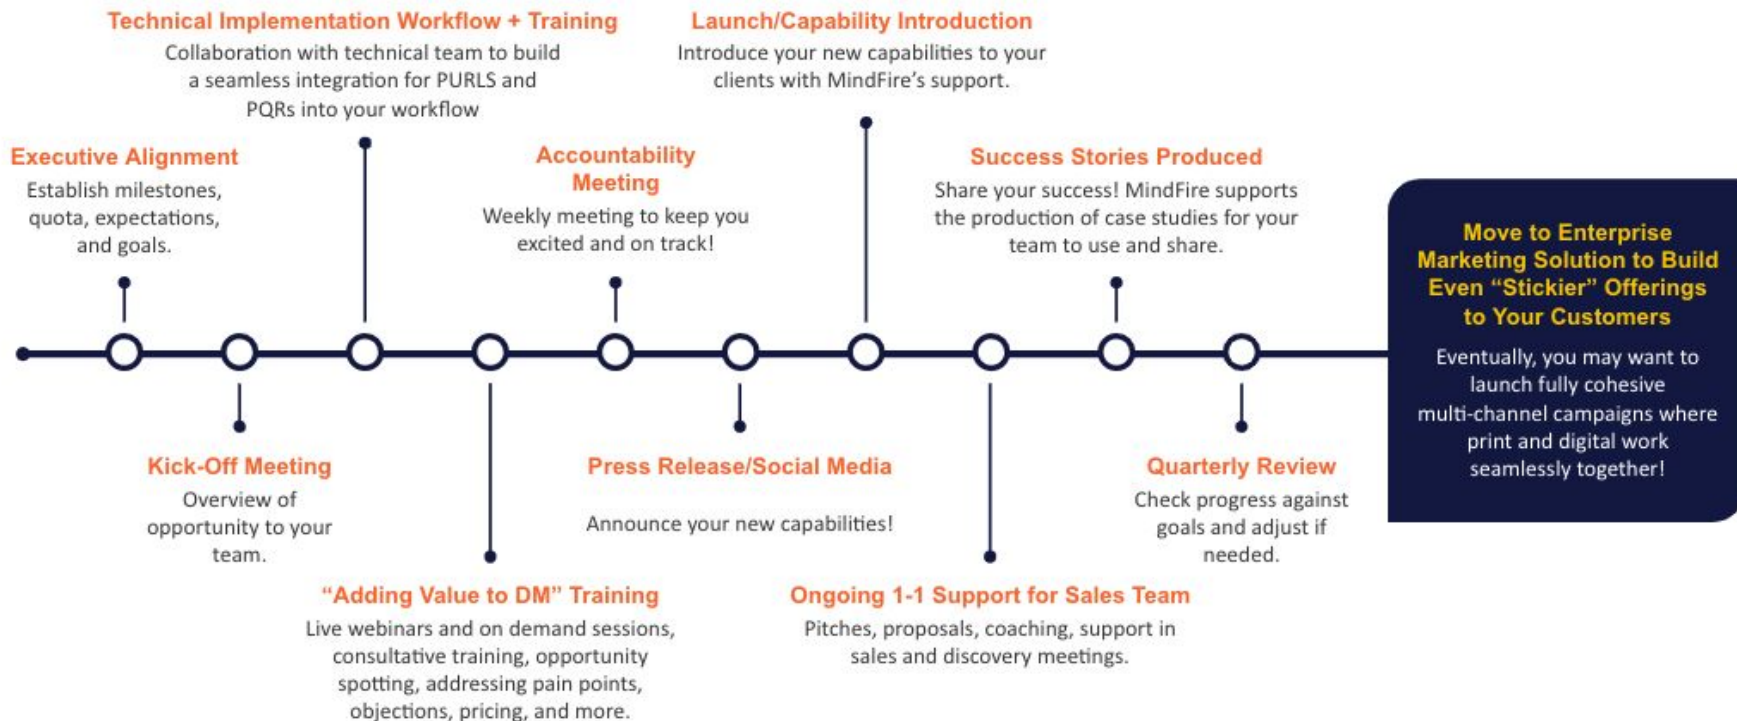 Technical Implementation Workflow + Training
Collaboration with technical team to build
a seamless integration for PURLS and
PQRs into your workflow
Launch/Capability Introduction
Introduce your new capabilities to your
clients with MindFire's support.
Executive Alignment
Establish milestones,
quota, expectations,
and goals.
Accountability
Meeting
Weekly meeting to keep you
excited and on track!
Success Stories Produced
Share your success! MindFire supports
the production of case studies for your
team to use and share.
Move to Enterprise
Marketing Solution to Build
Even “Stickier” Offerings
to Your Customers
Eventually, you may want to
launch fully cohesive
multi-channel campaigns where
print and digital work
seamlessly together!
Kick-Off Meeting
Overview of
opportunity to your
team.
Press Release/Social Media
Announce your new capabilities!
Quarterly Review
Check progress against
goals and adjust if
needed.
“Adding Value to DM” Training
Live webinars and on demand sessions,
consultative training, opportunity
spotting, addressing pain points,
objections, pricing, and more.
Ongoing 1-1 Support for Sales Team
Pitches, proposals, coaching, support in
sales and discovery meetings.